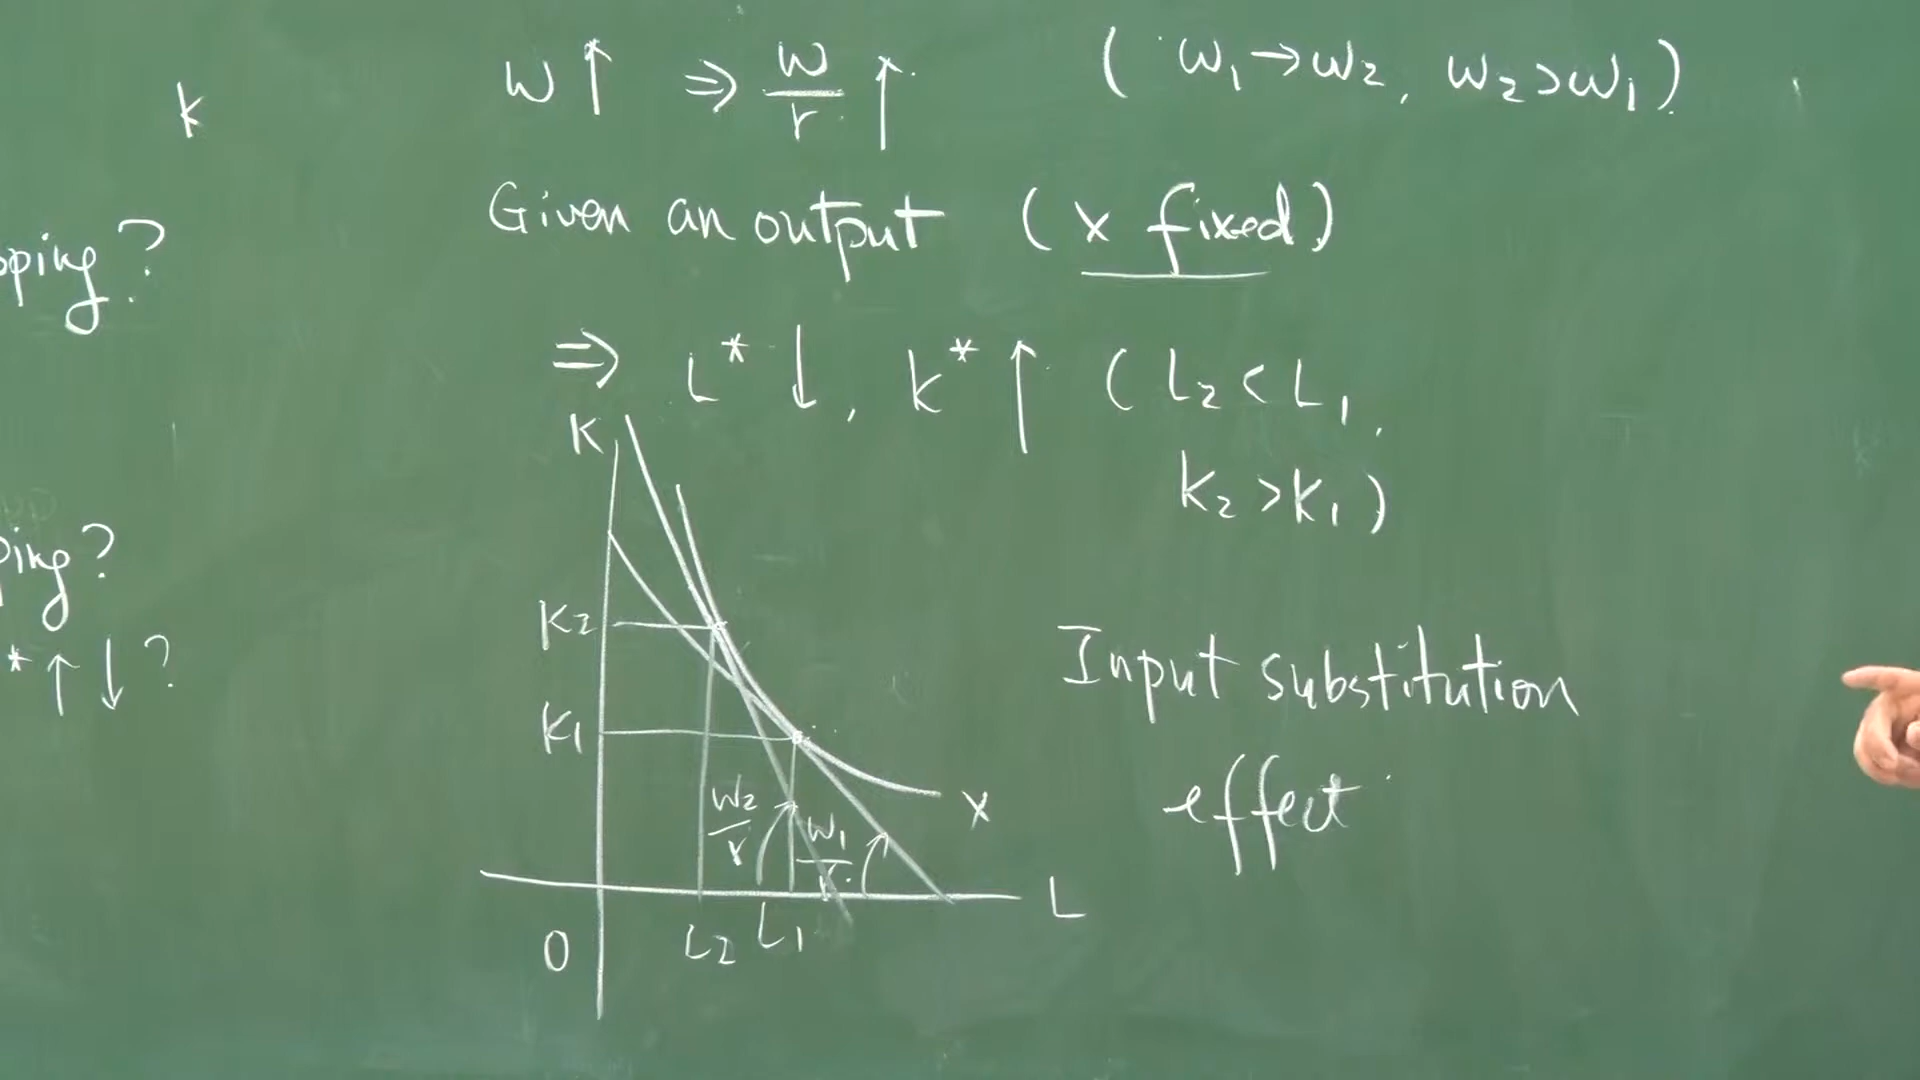 k
w↑ ⇒ w/r ↑ ( w₁→w₂, w₂>w₁)
Given an output ( x fixed)
⇒ L* ↓, k* ↑ ( L₂<L₁,
k₂>k₁)
ping?
ping?
*↑↓?
K
K₂
K₁
w₂/r
w₁/r
x
L
0
L₂ L₁
Input substitution
effect